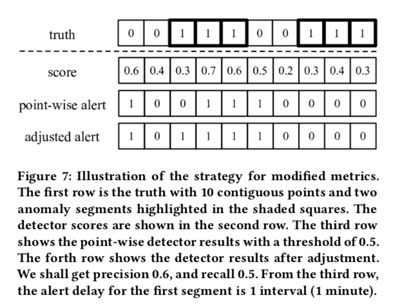 truth 0 0 1 1 1 0 0 1 1 1
score 0.6 0.4 0.3 0.7 0.6 0.5 0.2 0.3 0.4 0.3
point-wise alert 1 0 0 1 1 1 0 0 0 0
adjusted alert 1 0 1 1 1 1 0 0 0 0
Figure 7: Illustration of the strategy for modified metrics.
The first row is the truth with 10 contiguous points and two
anomaly segments highlighted in the shaded squares. The
detector scores are shown in the second row. The third row
shows the point-wise detector results with a threshold of 0.5.
The forth row shows the detector results after adjustment.
We shall get precision 0.6, and recall 0.5. From the third row,
the alert delay for the first segment is 1 interval (1 minute).